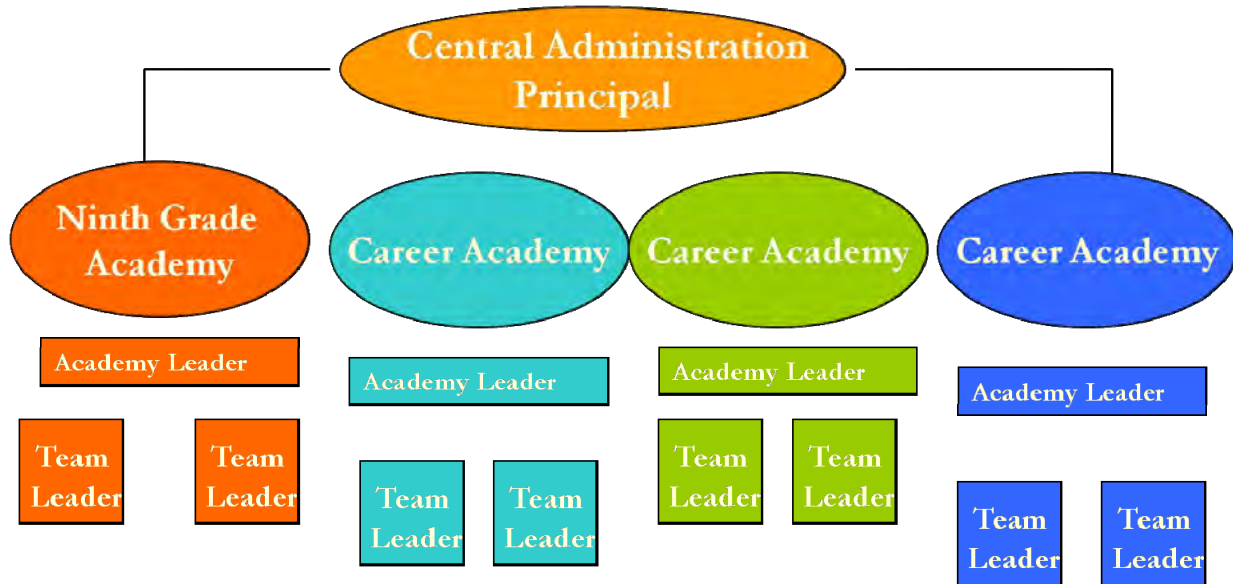 Central Administration
Principal
Ninth Grade
Academy
Career Academy
Career Academy
Career Academy
Academy Leader
Academy Leader
Academy Leader
Academy Leader
Team
Leader
Team
Leader
Team
Leader
Team
Leader
Team
Leader
Team
Leader
Team
Leader
Team
Leader